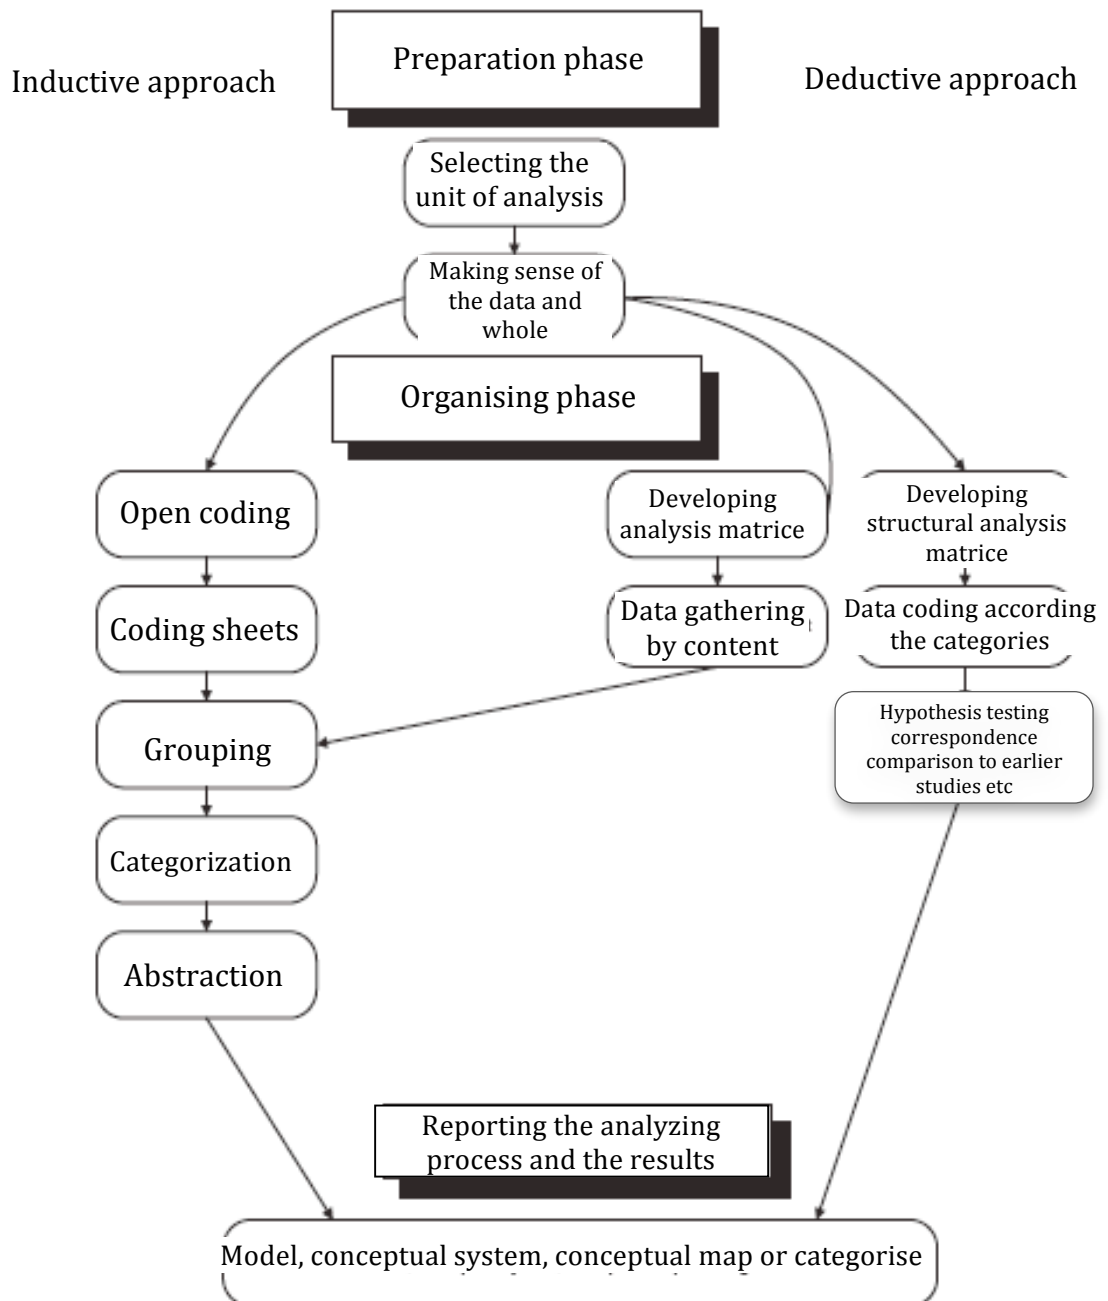 Preparation phase
Inductive approach
Deductive approach
Selecting the
unit of analysis
Making sense of
the data and
whole
Organising phase
Open coding
Developing
analysis matrice
Developing
structural analysis
matrice
Coding sheets
Data gathering
by content
Data coding according
the categories
Grouping
Hypothesis testing
correspondence
comparison to earlier
studies etc
Categorization
Abstraction
Reporting the analyzing
process and the results
Model, conceptual system, conceptual map or categorise